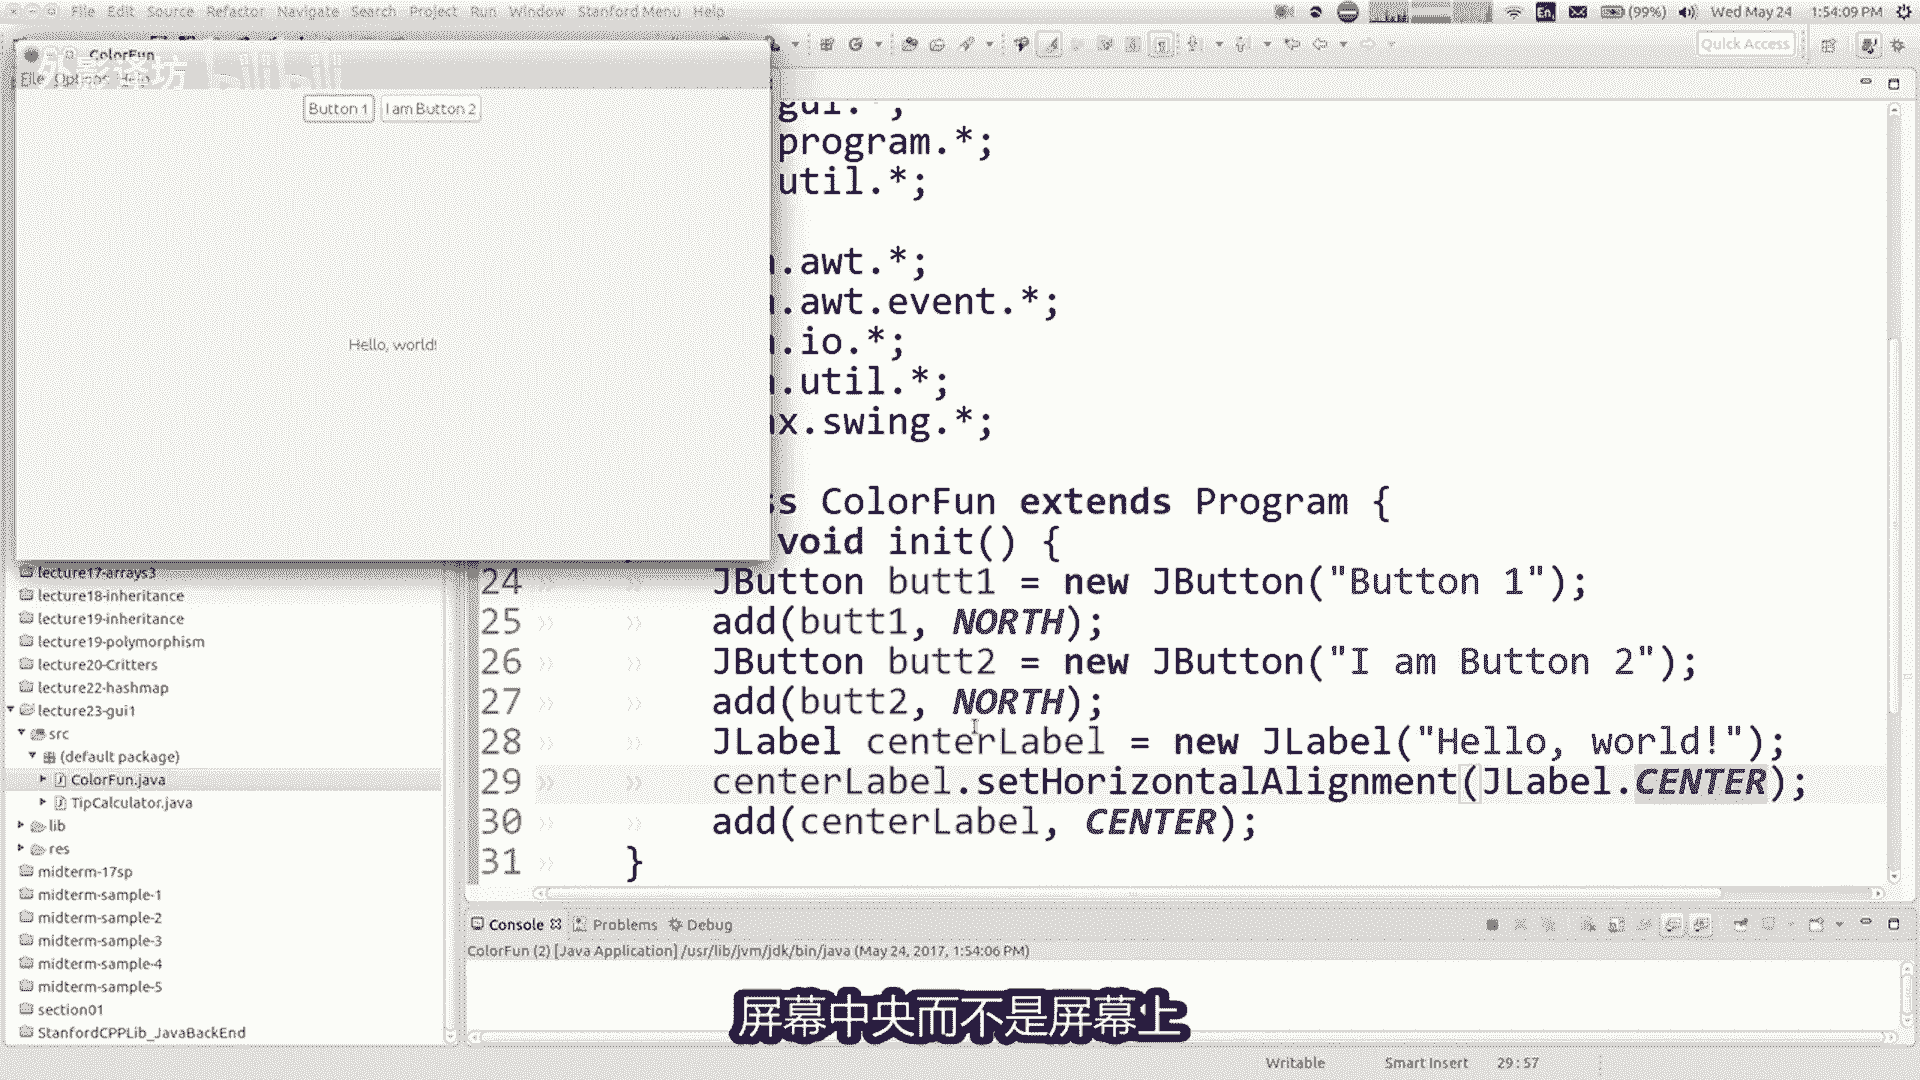 File Edit Source Refactor Navigate Search Project Run Window Stanford Menu Help
En (99%) Wed May 24 1:54:09 PM
Quick Access
ColorFun
File Options Help
Button 1 I am Button 2
Hello, world!
gui.*;
program.*;
util.*;
.awt.*;
.awt.event.*;
.io.*;
.util.*;
x.swing.*;
s ColorFun extends Program {
void init() {
24 JButton butt1 = new JButton("Button 1");
25 add(butt1, NORTH);
26 JButton butt2 = new JButton("I am Button 2");
27 add(butt2, NORTH);
28 JLabel centerLabel = new JLabel("Hello, world!");
29 centerLabel.setHorizontalAlignment(JLabel.CENTER);
30 add(centerLabel, CENTER);
31 }
lecture17-arrays3
lecture18-inheritance
lecture19-inheritance
lecture19-polymorphism
lecture20-Critters
lecture22-hashmap
lecture23-gui1
src
(default package)
ColorFun.java
TipCalculator.java
lib
res
midterm-17sp
midterm-sample-1
midterm-sample-2
midterm-sample-3
midterm-sample-4
midterm-sample-5
section01
StanfordCPPLib_JavaBackEnd
Console Problems Debug
ColorFun (2) [Java Application] /usr/lib/jvm/jdk/bin/java (May 24, 2017, 1:54:06 PM)
屏幕中央而不是屏幕上
Writable Smart Insert 29 : 57